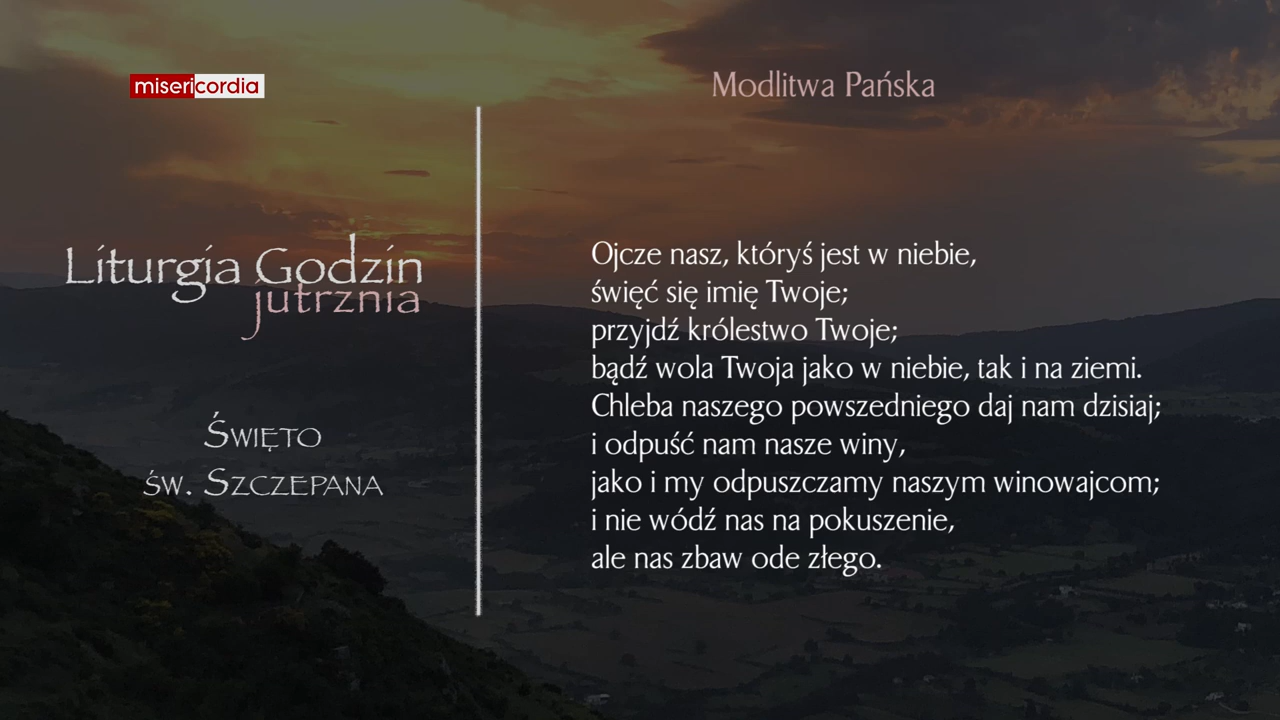 misericordia
Liturgia Godzin
jutrznia
Święto
św. Szczepana
Modlitwa Pańska
Ojcze nasz, któryś jest w niebie,
święć się imię Twoje;
przyjdź królestwo Twoje;
bądź wola Twoja jako w niebie, tak i na ziemi.
Chleba naszego powszedniego daj nam dzisiaj;
i odpuść nam nasze winy,
jako i my odpuszczamy naszym winowajcom;
i nie wódź nas na pokuszenie,
ale nas zbaw ode złego.